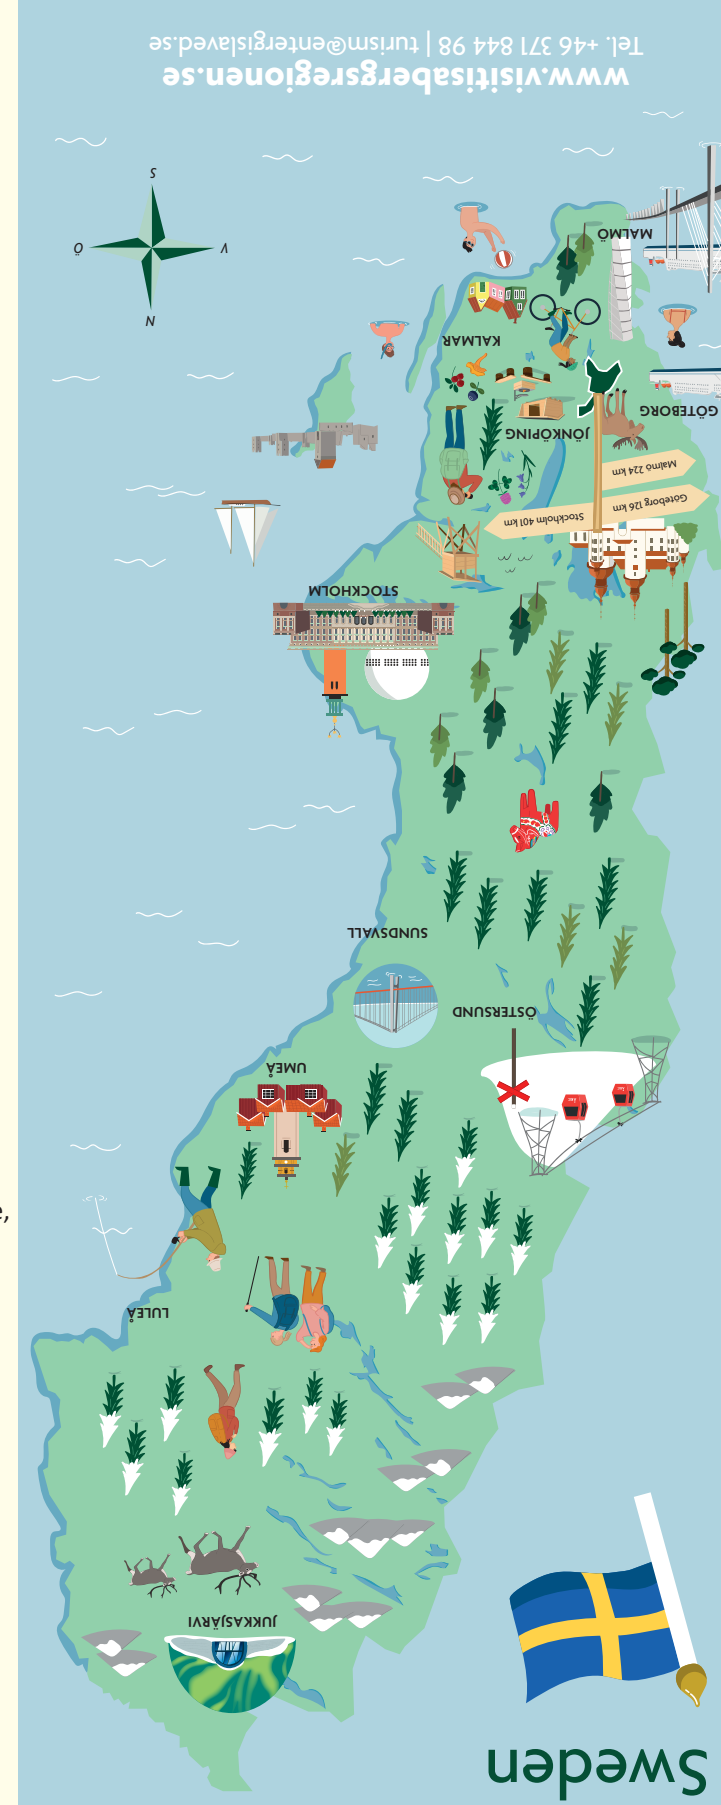 Sweden
JUKKASJÄRVI
LULEÅ
UMEÅ
ÖSTERSUND
SUNDSVALL
STOCKHOLM
Göteborg 126 km
Stockholm 401 km
Malmö 224 km
JÖNKÖPING
GÖTEBORG
KALMAR
MALMÖ
N
V
Ö
S
www.visitisabergsregionen.se
Tel. +46 371 844 98 | turism@entergislaved.se
e,